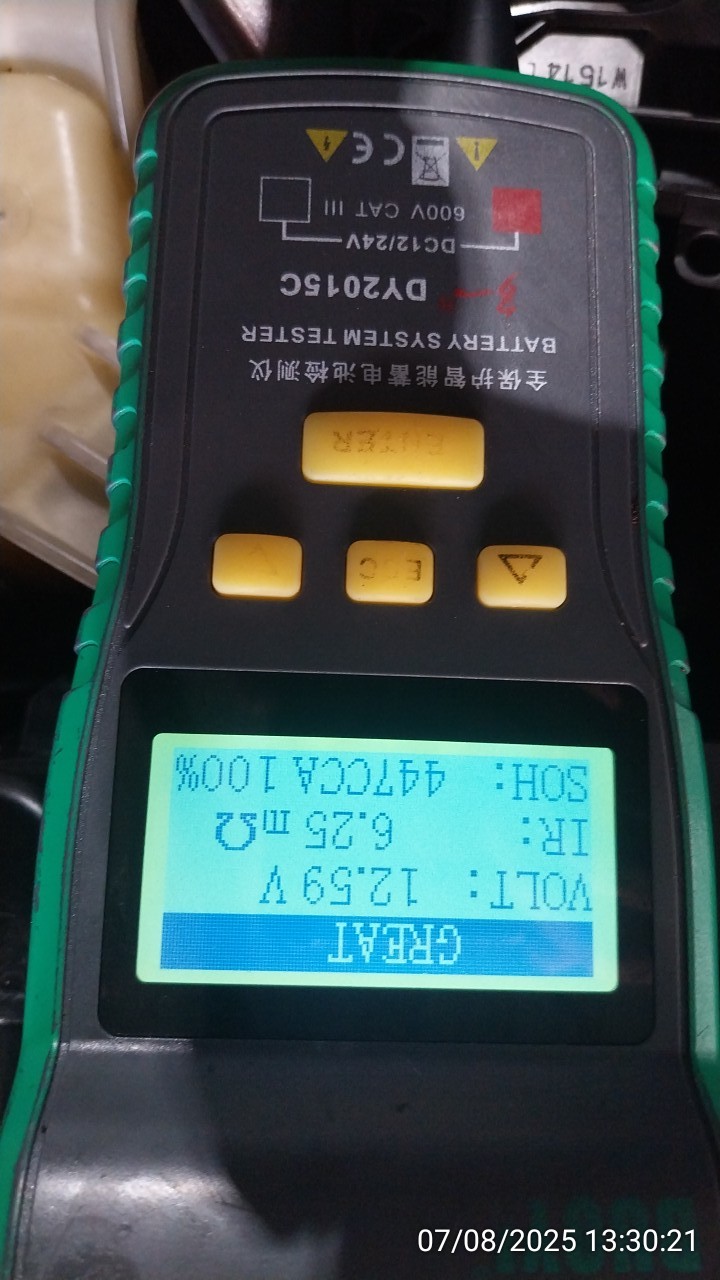 GREAT
VOLT: 12.59 V
IR: 6.25 mΩ
SOH: 447CCA 100%
ESC
ENTER
全保护智能蓄电池检测仪
BATTERY SYSTEM TESTER
DY2015C
DC12/24V
600V CAT III
CE
W1514
07/08/2025 13:30:21